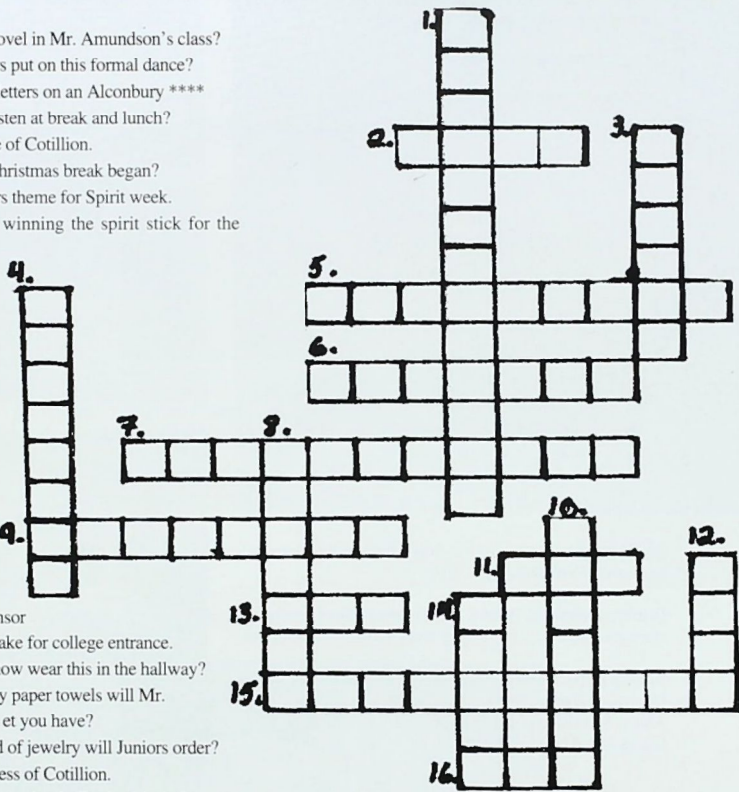 ovel in Mr. Amundson's class?
s put on this formal dance?
etters on an Alconbury ****
sten at break and lunch?
of Cotillion.
hristmas break began?
s theme for Spirit week.
winning the spirit stick for the
1.
2.
3.
4.
5.
6.
7.
8.
9.
10.
11.
12.
13.
14.
15.
16.
nsor
ake for college entrance.
ow wear this in the hallway?
y paper towels will Mr.
et you have?
d of jewelry will Juniors order?
ess of Cotillion.